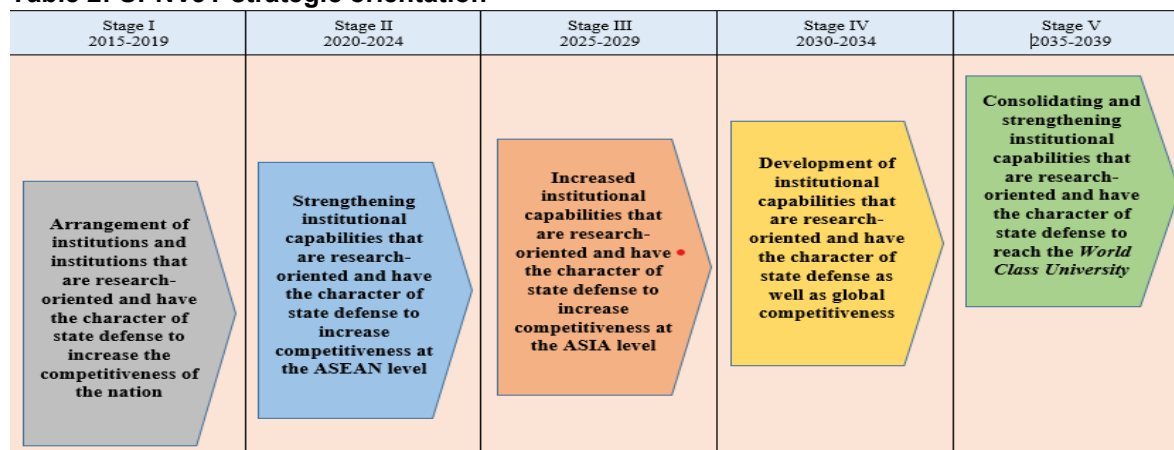 Stage I
2015-2019
Stage II
2020-2024
Stage III
2025-2029
Stage IV
2030-2034
Stage V
2035-2039
Arrangement of
institutions and
institutions that
are research-
oriented and have
the character of
state defense to
increase the
competitiveness of
the nation
Strengthening
institutional
capabilities that
are research-
oriented and have
the character of
state defense to
increase
competitiveness at
the ASEAN level
Increased
institutional
capabilities that
are research-
oriented and have
the character of
state defense to
increase
competitiveness at
the ASIA level
Development of
institutional
capabilities that
are research-
oriented and have
the character of
state defense as
well as global
competitiveness
Consolidating and
strengthening
institutional
capabilities that
are research-
oriented and have
the character of
state defense to
reach the World
Class University